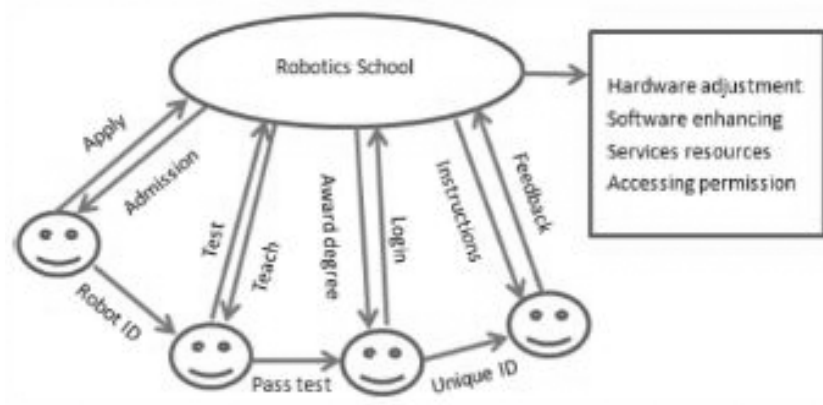 Robotics School
Hardware adjustment
Software enhancing
Services resources
Accessing permission
Apply
Admission
Test
Teach
Award degree
Login
Instructions
Feedback
Robot ID
Pass test
Unique ID